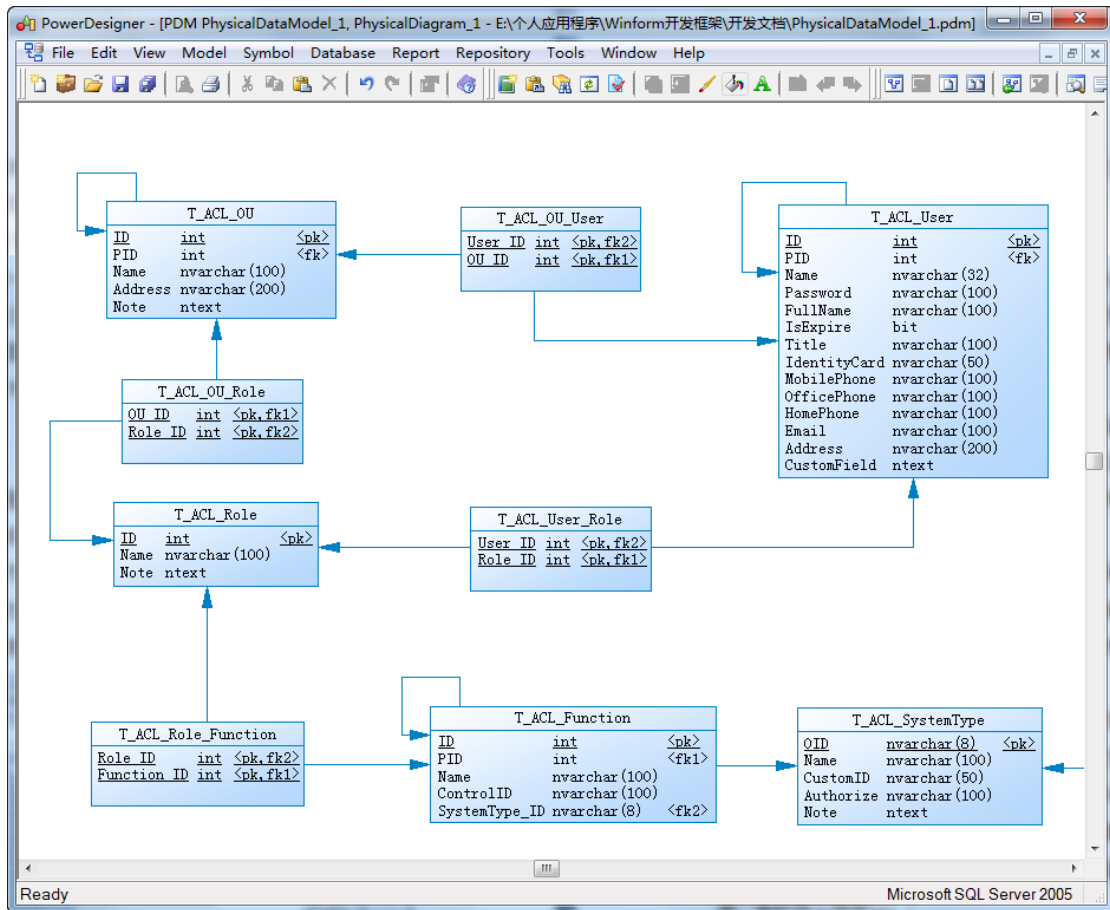 PowerDesigner - [PDM PhysicalDataModel_1, PhysicalDiagram_1 - E:\个人应用程序\Winform开发框架\开发文档\PhysicalDataModel_1.pdm]
File Edit View Model Symbol Database Report Repository Tools Window Help
T_ACL_OU
ID int <pk>
PID int <fk>
Name nvarchar(100)
Address nvarchar(200)
Note ntext
T_ACL_OU_User
User_ID int <pk,fk2>
OU_ID int <pk,fk1>
T_ACL_User
ID int <pk>
PID int <fk>
Name nvarchar(32)
Password nvarchar(100)
FullName nvarchar(100)
IsExpire bit
Title nvarchar(100)
IdentityCard nvarchar(50)
MobilePhone nvarchar(100)
OfficePhone nvarchar(100)
HomePhone nvarchar(100)
Email nvarchar(100)
Address nvarchar(200)
CustomField ntext
T_ACL_OU_Role
OU_ID int <pk,fk1>
Role_ID int <pk,fk2>
T_ACL_Role
ID int <pk>
Name nvarchar(100)
Note ntext
T_ACL_User_Role
User_ID int <pk,fk2>
Role_ID int <pk,fk1>
T_ACL_Role_Function
Role_ID int <pk,fk2>
Function_ID int <pk,fk1>
T_ACL_Function
ID int <pk>
PID int <fk1>
Name nvarchar(100)
ControlID nvarchar(100)
SystemType_ID nvarchar(8) <fk2>
T_ACL_SystemType
OID nvarchar(8) <pk>
Name nvarchar(100)
CustomID nvarchar(50)
Authorize nvarchar(100)
Note ntext
Ready Microsoft SQL Server 2005